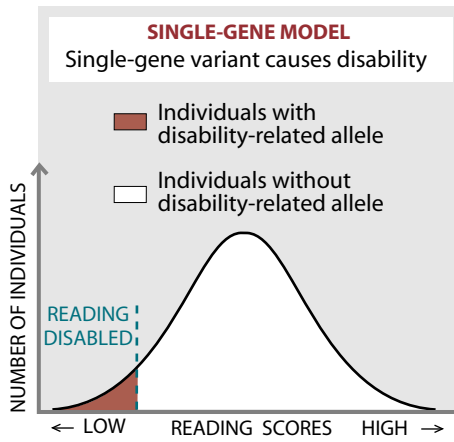 SINGLE-GENE MODEL
Single-gene variant causes disability
Individuals with
disability-related allele
Individuals without
disability-related allele
NUMBER OF INDIVIDUALS
READING
DISABLED
← LOW READING SCORES HIGH →